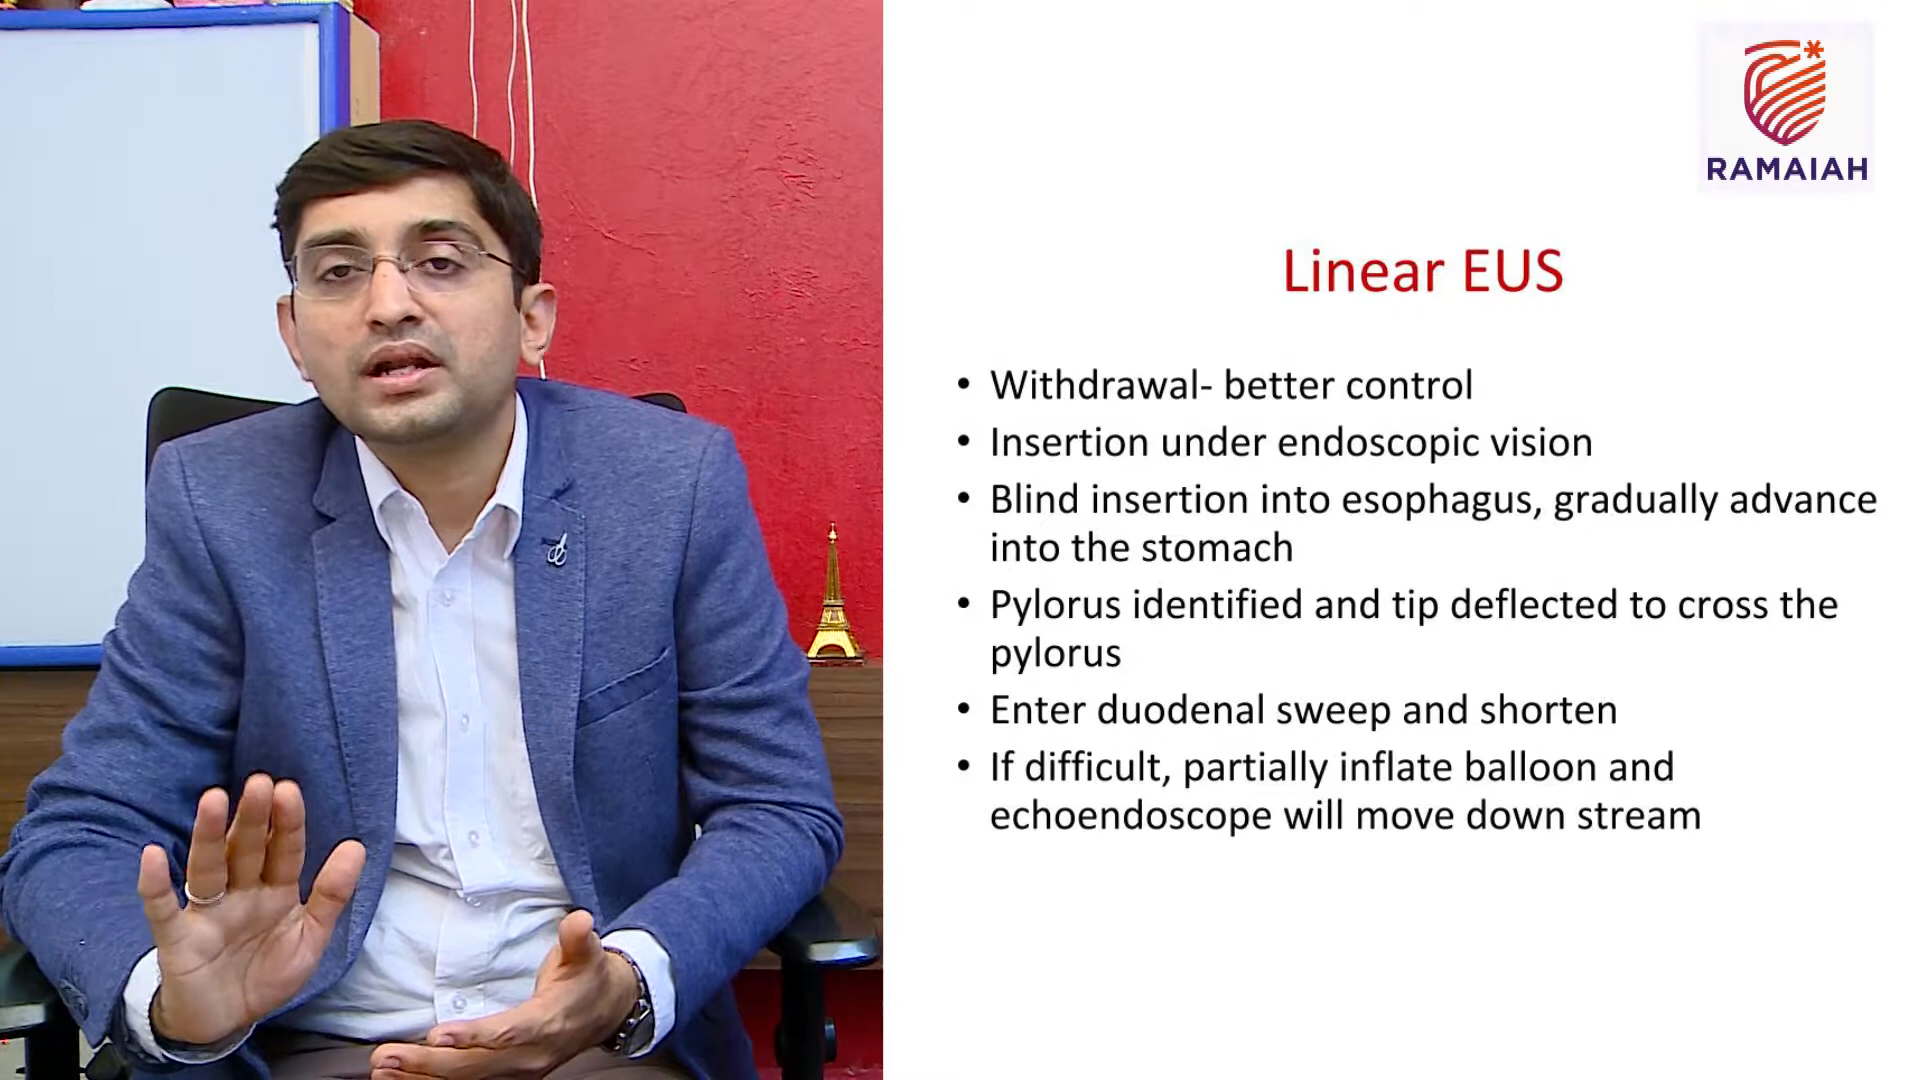 RAMAIAH
Linear EUS
• Withdrawal- better control
• Insertion under endoscopic vision
• Blind insertion into esophagus, gradually advance
into the stomach
• Pylorus identified and tip deflected to cross the
pylorus
• Enter duodenal sweep and shorten
• If difficult, partially inflate balloon and
echoendoscope will move down stream